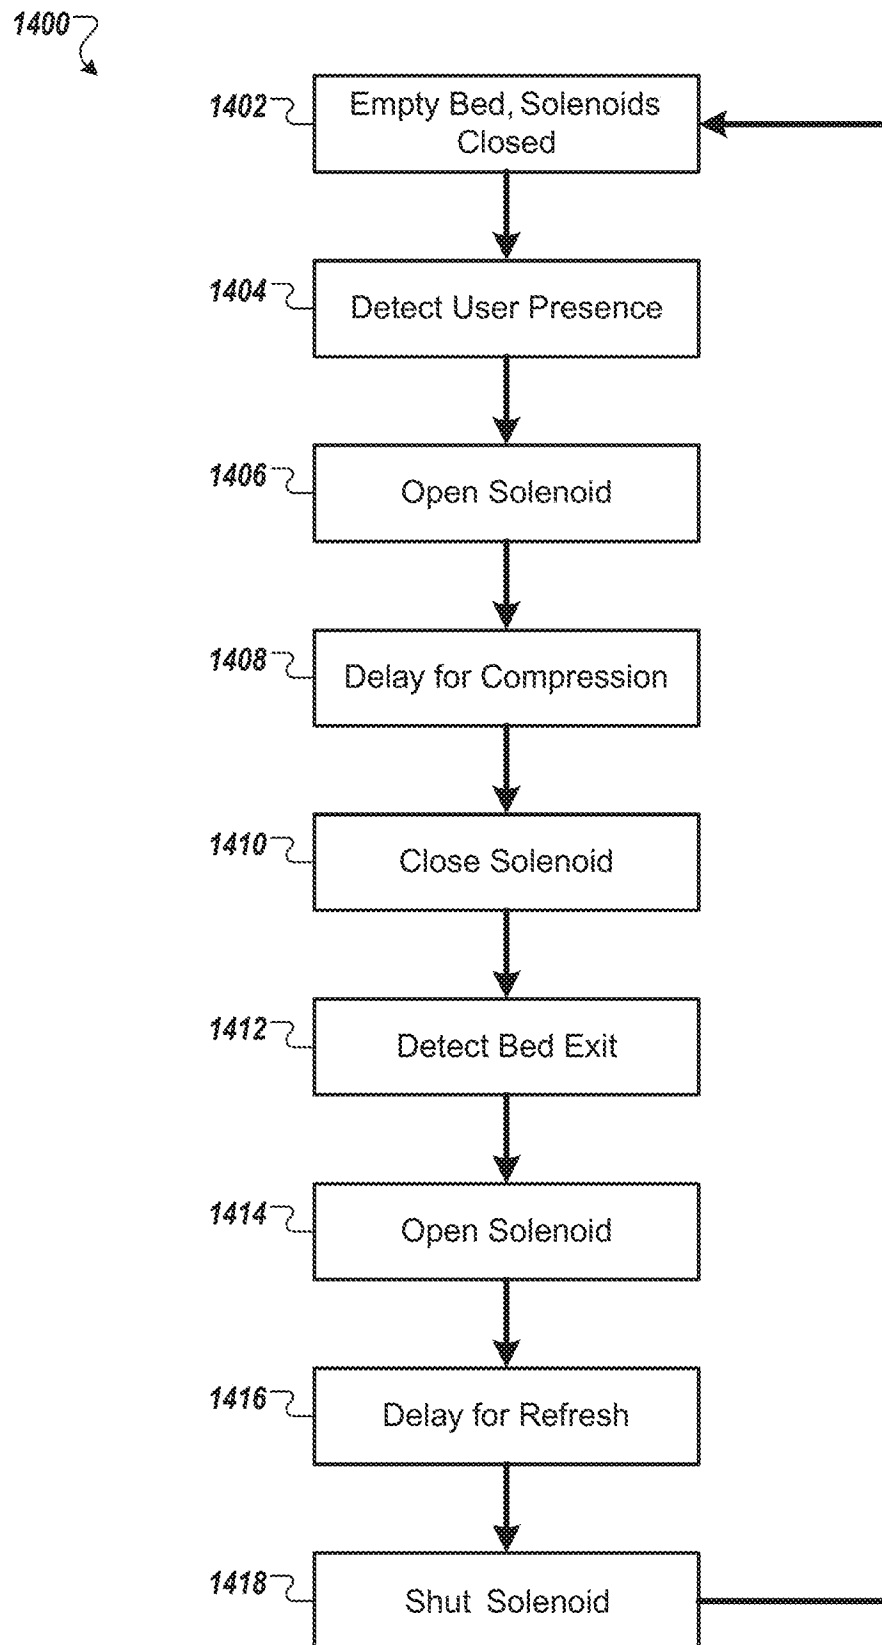 1400
1402
Empty Bed, Solenoids
Closed
1404
Detect User Presence
1406
Open Solenoid
1408
Delay for Compression
1410
Close Solenoid
1412
Detect Bed Exit
1414
Open Solenoid
1416
Delay for Refresh
1418
Shut Solenoid